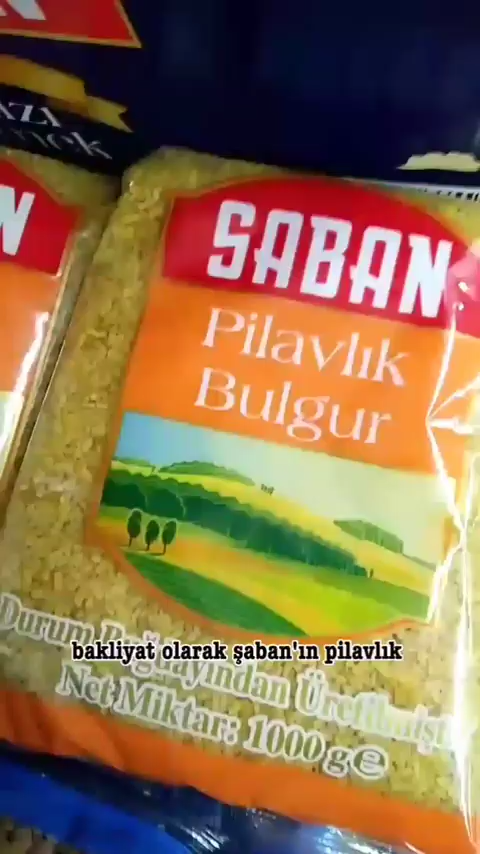 SABAN
Pilavlık
Bulgur
bakliyat olarak şaban'ın pilavlık
Durum Buğdayından Üretilmiştir
Net Miktar: 1000 g e